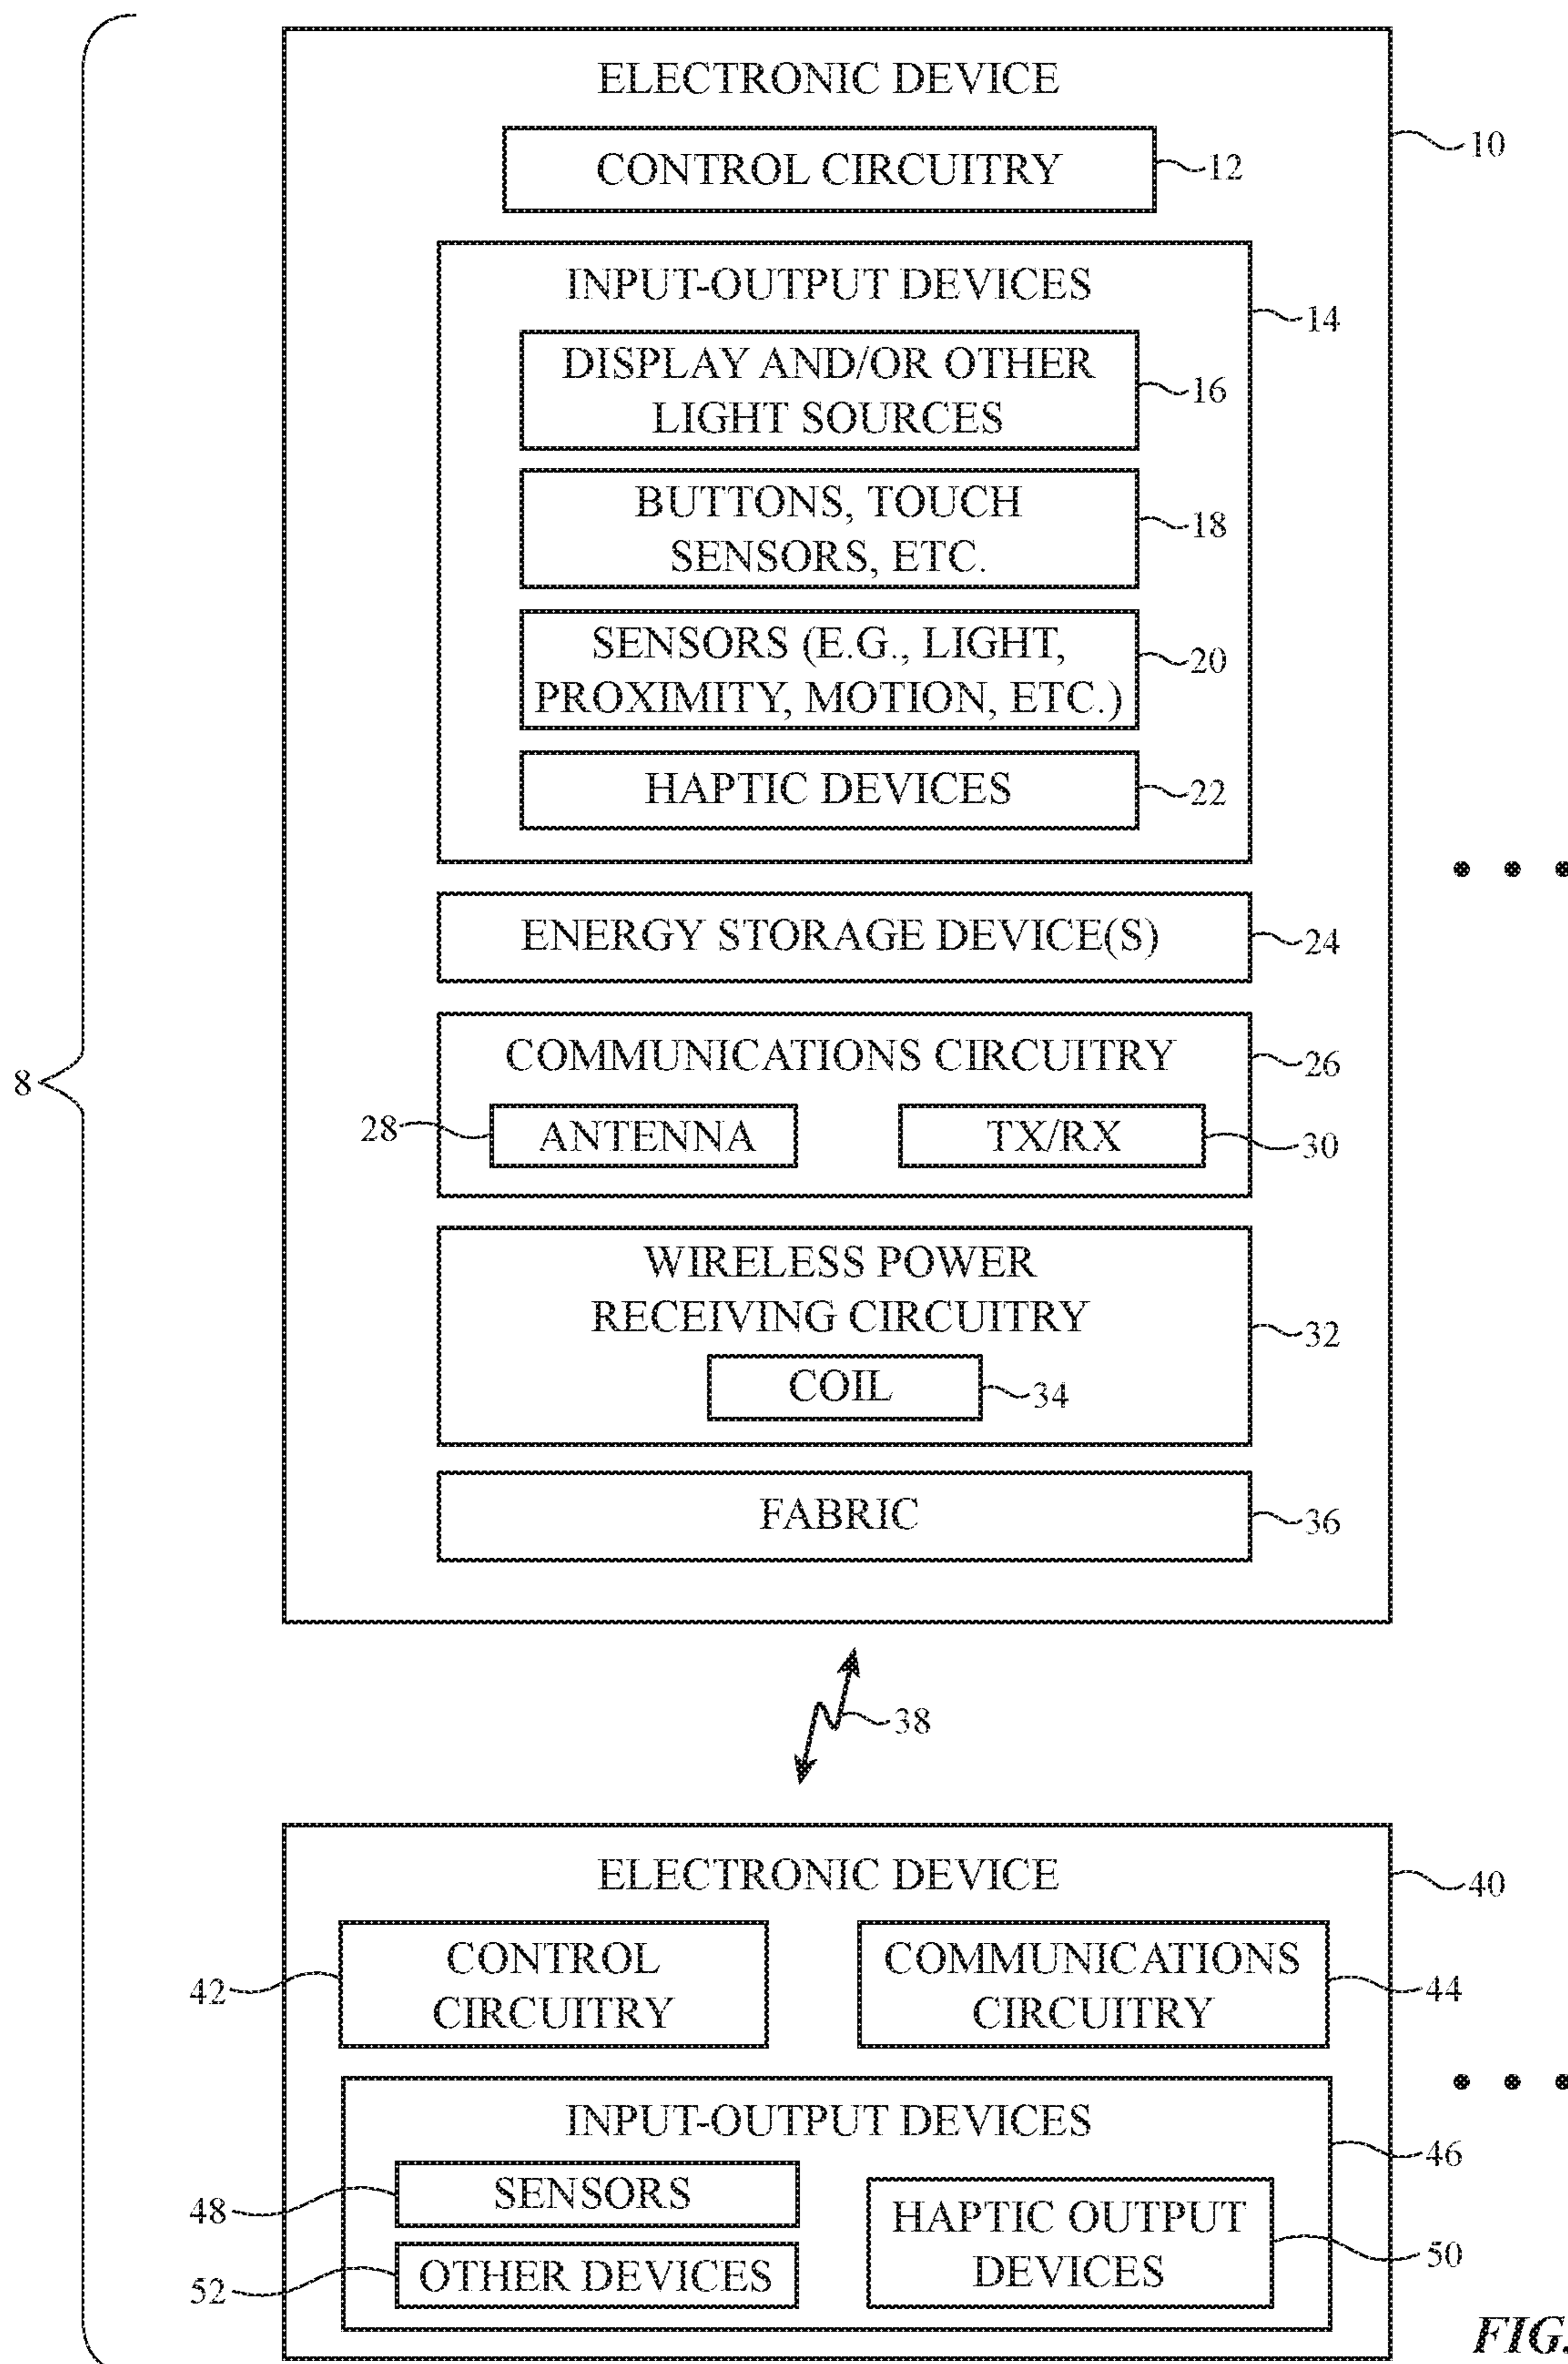 ELECTRONIC DEVICE
10
CONTROL CIRCUITRY
12
INPUT-OUTPUT DEVICES
14
DISPLAY AND/OR OTHER
LIGHT SOURCES
16
BUTTONS, TOUCH
SENSORS, ETC.
18
SENSORS (E.G., LIGHT,
PROXIMITY, MOTION, ETC.)
20
HAPTIC DEVICES
22
ENERGY STORAGE DEVICE(S)
24
COMMUNICATIONS CIRCUITRY
26
8
28
ANTENNA
TX/RX
30
WIRELESS POWER
RECEIVING CIRCUITRY
32
COIL
34
FABRIC
36
38
ELECTRONIC DEVICE
40
CONTROL
CIRCUITRY
42
COMMUNICATIONS
CIRCUITRY
44
INPUT-OUTPUT DEVICES
46
SENSORS
48
HAPTIC OUTPUT
DEVICES
50
OTHER DEVICES
52
FIG.